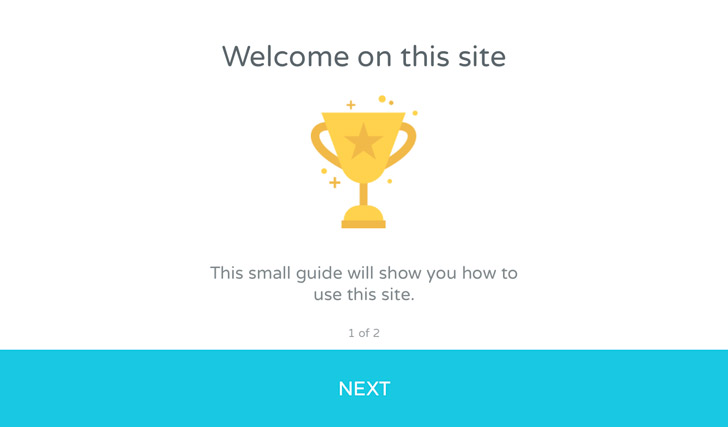 Welcome on this site
This small guide will show you how to
use this site.
1 of 2
NEXT